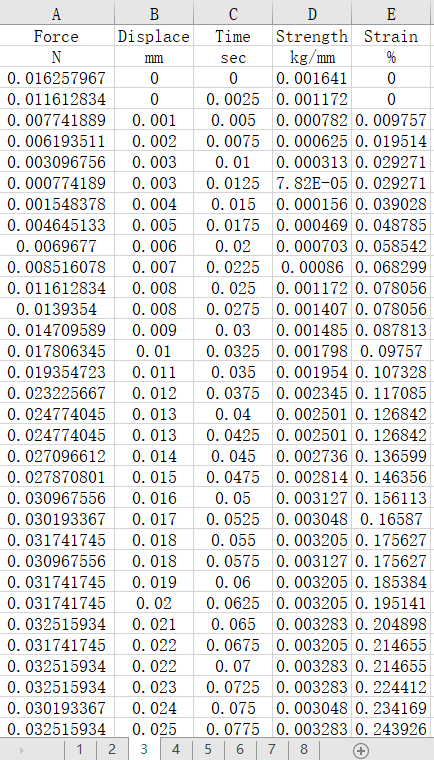 A B C D E
Force Displace Time Strength Strain
N mm sec kg/mm %
0.016257967 0 0 0.001641 0
0.011612834 0 0.0025 0.001172 0
0.007741889 0.001 0.005 0.000782 0.009757
0.006193511 0.002 0.0075 0.000625 0.019514
0.003096756 0.003 0.01 0.000313 0.029271
0.000774189 0.003 0.0125 7.82E-05 0.029271
0.001548378 0.004 0.015 0.000156 0.039028
0.004645133 0.005 0.0175 0.000469 0.048785
0.0069677 0.006 0.02 0.000703 0.058542
0.008516078 0.007 0.0225 0.00086 0.068299
0.011612834 0.008 0.025 0.001172 0.078056
0.0139354 0.008 0.0275 0.001407 0.078056
0.014709589 0.009 0.03 0.001485 0.087813
0.017806345 0.01 0.0325 0.001798 0.09757
0.019354723 0.011 0.035 0.001954 0.107328
0.023225667 0.012 0.0375 0.002345 0.117085
0.024774045 0.013 0.04 0.002501 0.126842
0.024774045 0.013 0.0425 0.002501 0.126842
0.027096612 0.014 0.045 0.002736 0.136599
0.027870801 0.015 0.0475 0.002814 0.146356
0.030967556 0.016 0.05 0.003127 0.156113
0.030193367 0.017 0.0525 0.003048 0.16587
0.031741745 0.018 0.055 0.003205 0.175627
0.030967556 0.018 0.0575 0.003127 0.175627
0.031741745 0.019 0.06 0.003205 0.185384
0.031741745 0.02 0.0625 0.003205 0.195141
0.032515934 0.021 0.065 0.003283 0.204898
0.031741745 0.022 0.0675 0.003205 0.214655
0.032515934 0.022 0.07 0.003283 0.214655
0.032515934 0.023 0.0725 0.003283 0.224412
0.030193367 0.024 0.075 0.003048 0.234169
0.032515934 0.025 0.0775 0.003283 0.243926
1 2 3 4 5 6 7 8